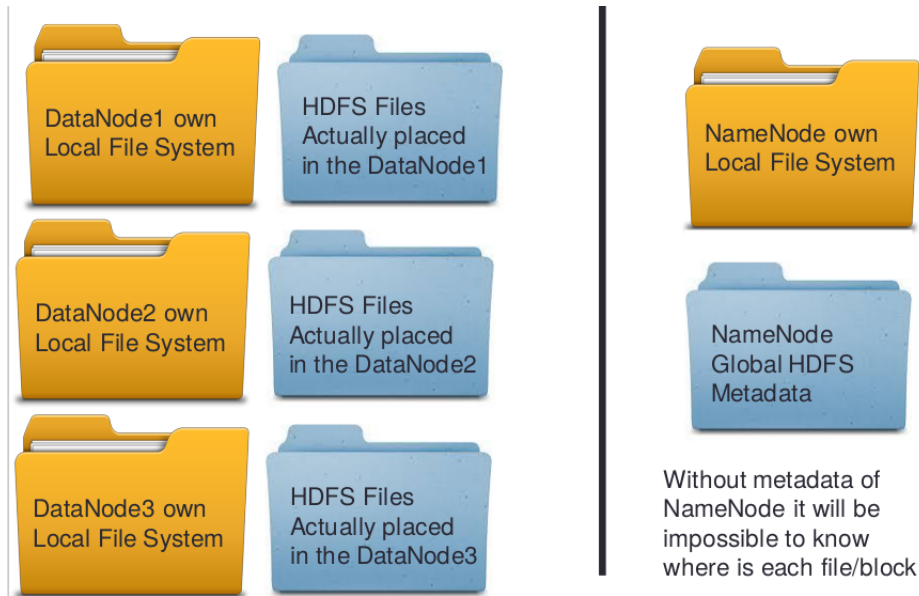 DataNode1 own
Local File System
HDFS Files
Actually placed
in the DataNode1
DataNode2 own
Local File System
HDFS Files
Actually placed
in the DataNode2
DataNode3 own
Local File System
HDFS Files
Actually placed
in the DataNode3
NameNode own
Local File System
NameNode
Global HDFS
Metadata
Without metadata of
NameNode it will be
impossible to know
where is each file/block